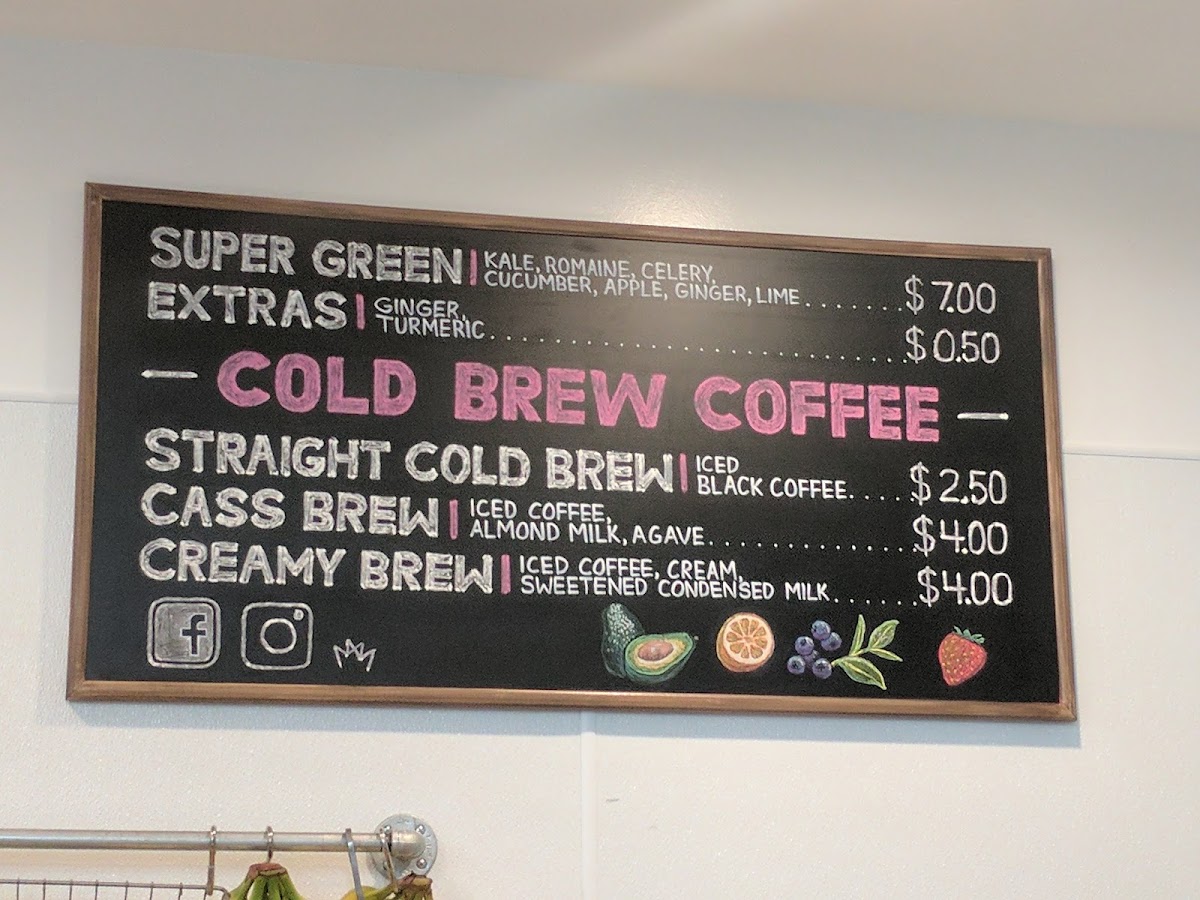 SUPER GREEN | KALE, ROMAINE, CELERY,
CUCUMBER, APPLE, GINGER, LIME.......$7.00
EXTRAS | GINGER,
TURMERIC........................................$0.50
— COLD BREW COFFEE —
STRAIGHT COLD BREW | ICED
BLACK COFFEE.....$2.50
CASS BREW | ICED COFFEE,
ALMOND MILK, AGAVE....................$4.00
CREAMY BREW | ICED COFFEE, CREAM,
SWEETENED CONDENSED MILK.......$4.00
f